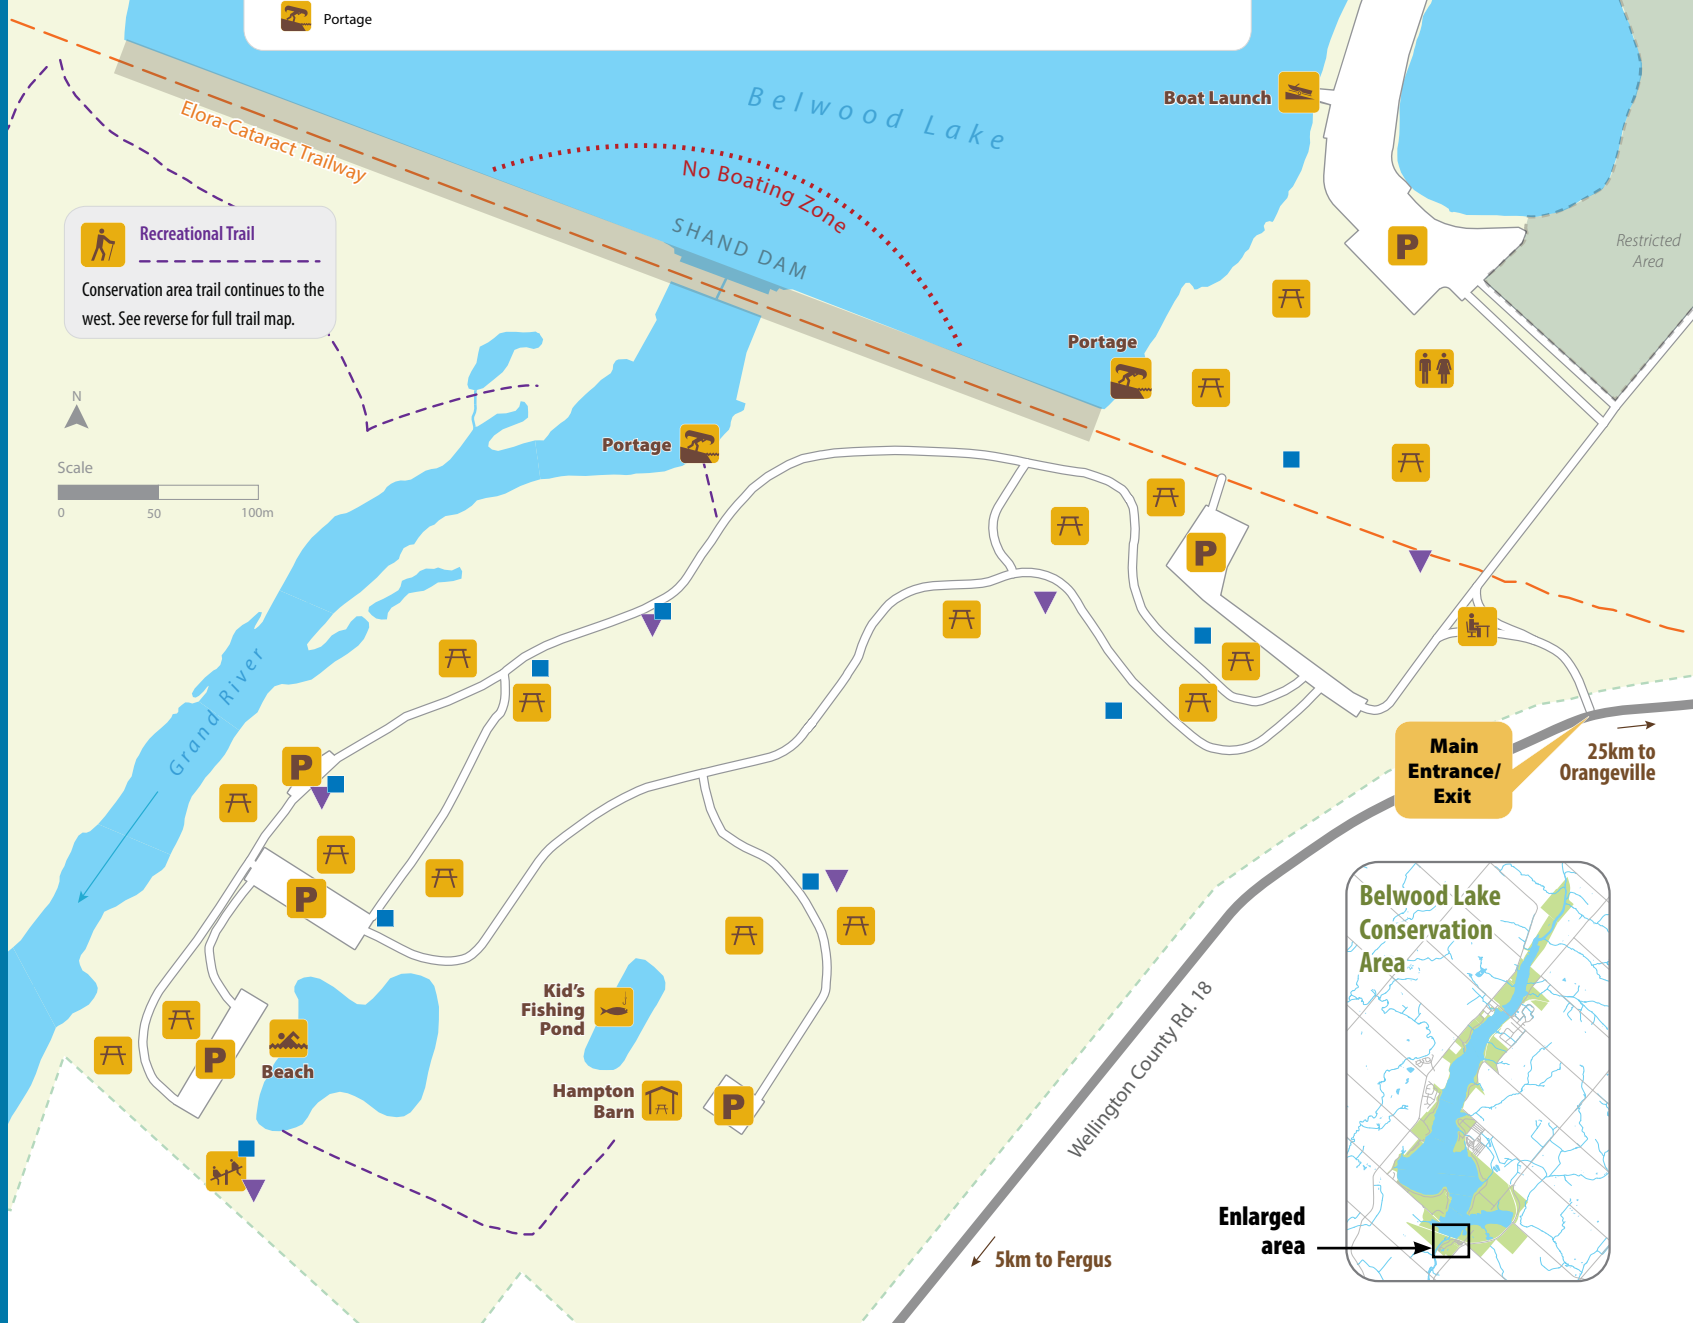 Portage
Belwood Lake
Boat Launch
Elora-Cataract Trailway
No Boating Zone
SHAND DAM
P
Restricted
Area
Recreational Trail
Conservation area trail continues to the
west. See reverse for full trail map.
Portage
N
Portage
Scale
0 50 100m
P
Grand River
P
Main
Entrance/
Exit
25km to
Orangeville
P
Belwood Lake
Conservation
Area
Kid's
Fishing
Pond
Wellington County Rd. 18
P
Beach
Hampton
Barn
P
Enlarged
area
5km to Fergus